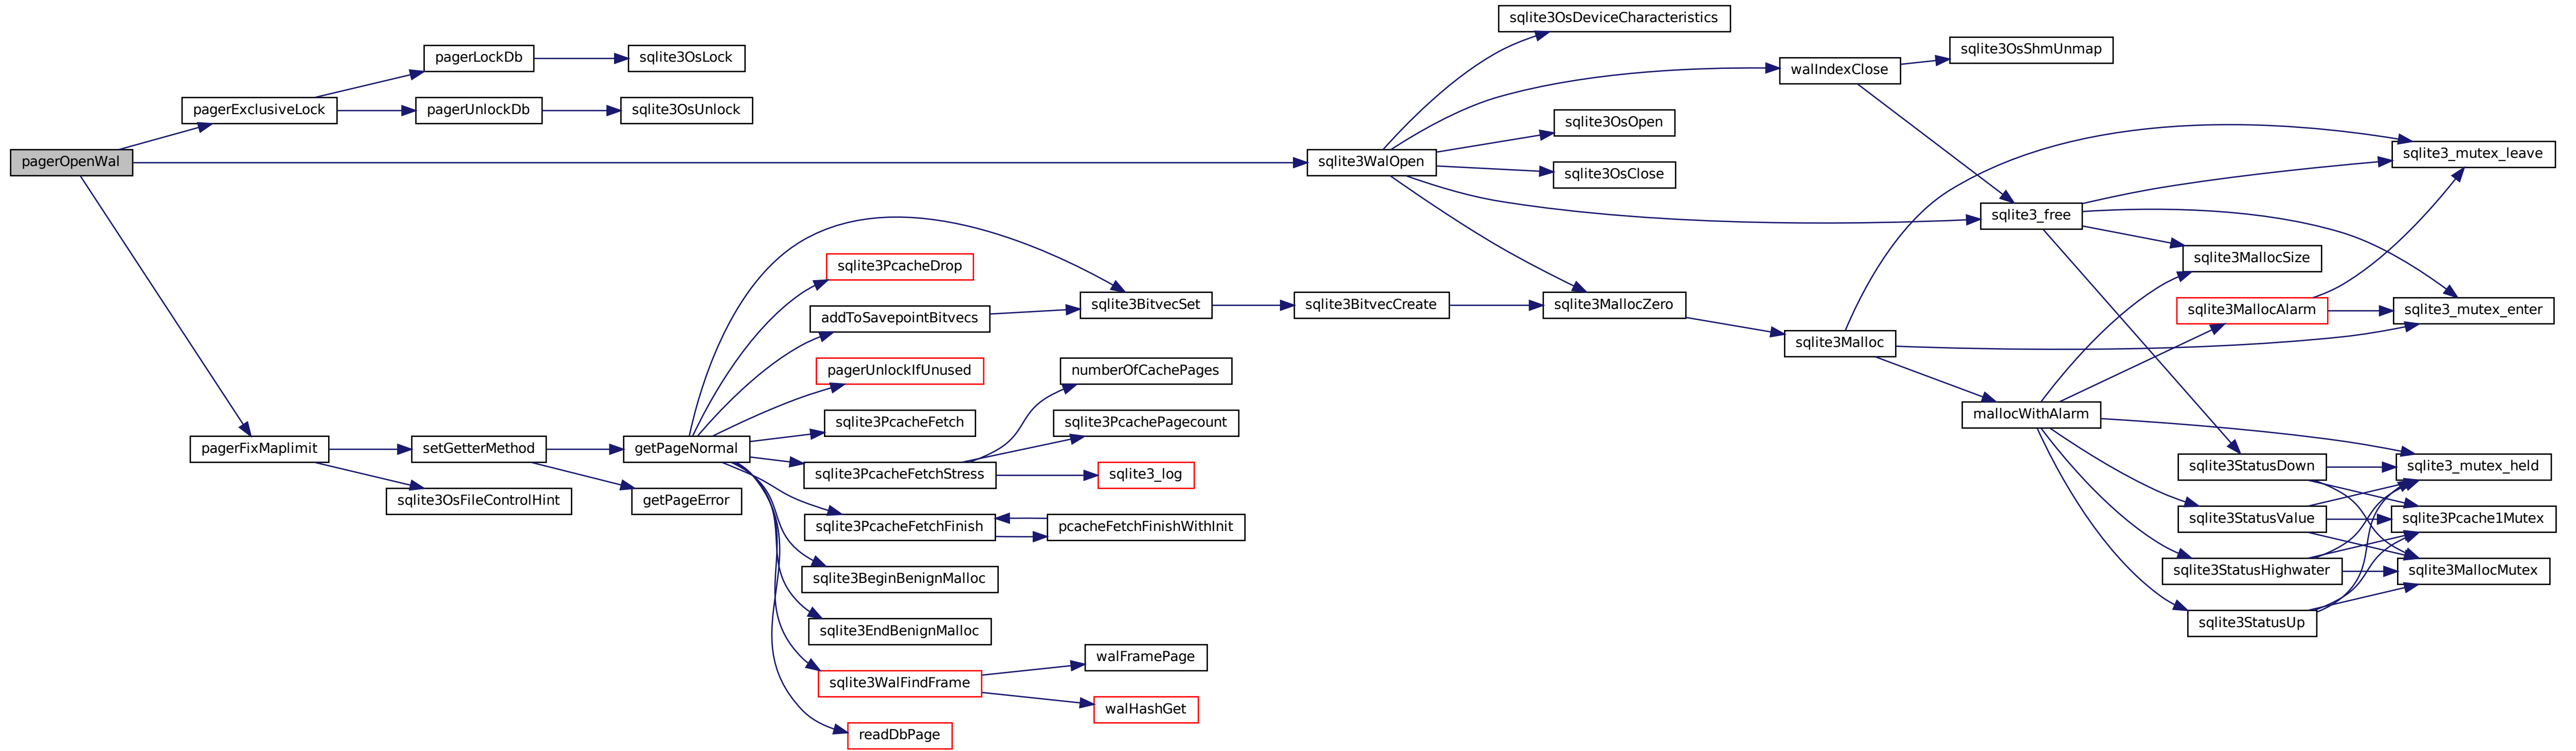 pagerOpenWal
pagerExclusiveLock
pagerLockDb
sqlite3OsLock
pagerUnlockDb
sqlite3OsUnlock
pagerFixMaplimit
setGetterMethod
sqlite3OsFileControlHint
getPageNormal
getPageError
sqlite3PcacheDrop
addToSavepointBitvecs
pagerUnlockIfUnused
sqlite3PcacheFetch
sqlite3PcacheFetchStress
sqlite3PcacheFetchFinish
sqlite3BeginBenignMalloc
sqlite3EndBenignMalloc
sqlite3WalFindFrame
readDbPage
sqlite3BitvecSet
numberOfCachePages
sqlite3PcachePagecount
sqlite3_log
pcacheFetchFinishWithInit
walFramePage
walHashGet
sqlite3WalOpen
sqlite3BitvecCreate
sqlite3OsDeviceCharacteristics
sqlite3OsOpen
sqlite3OsClose
sqlite3MallocZero
walIndexClose
sqlite3Malloc
sqlite3OsShmUnmap
sqlite3_free
mallocWithAlarm
sqlite3MallocSize
sqlite3MallocAlarm
sqlite3StatusDown
sqlite3StatusValue
sqlite3StatusHighwater
sqlite3StatusUp
sqlite3_mutex_leave
sqlite3_mutex_enter
sqlite3_mutex_held
sqlite3Pcache1Mutex
sqlite3MallocMutex